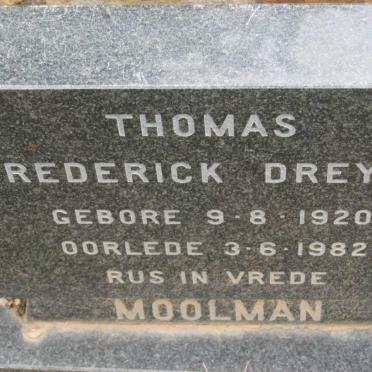 THOMAS
REDERICK DREY
GEBORE 9-8-1920
OORLEDE 3-6-1982
RUS IN VREDE
MOOLMAN